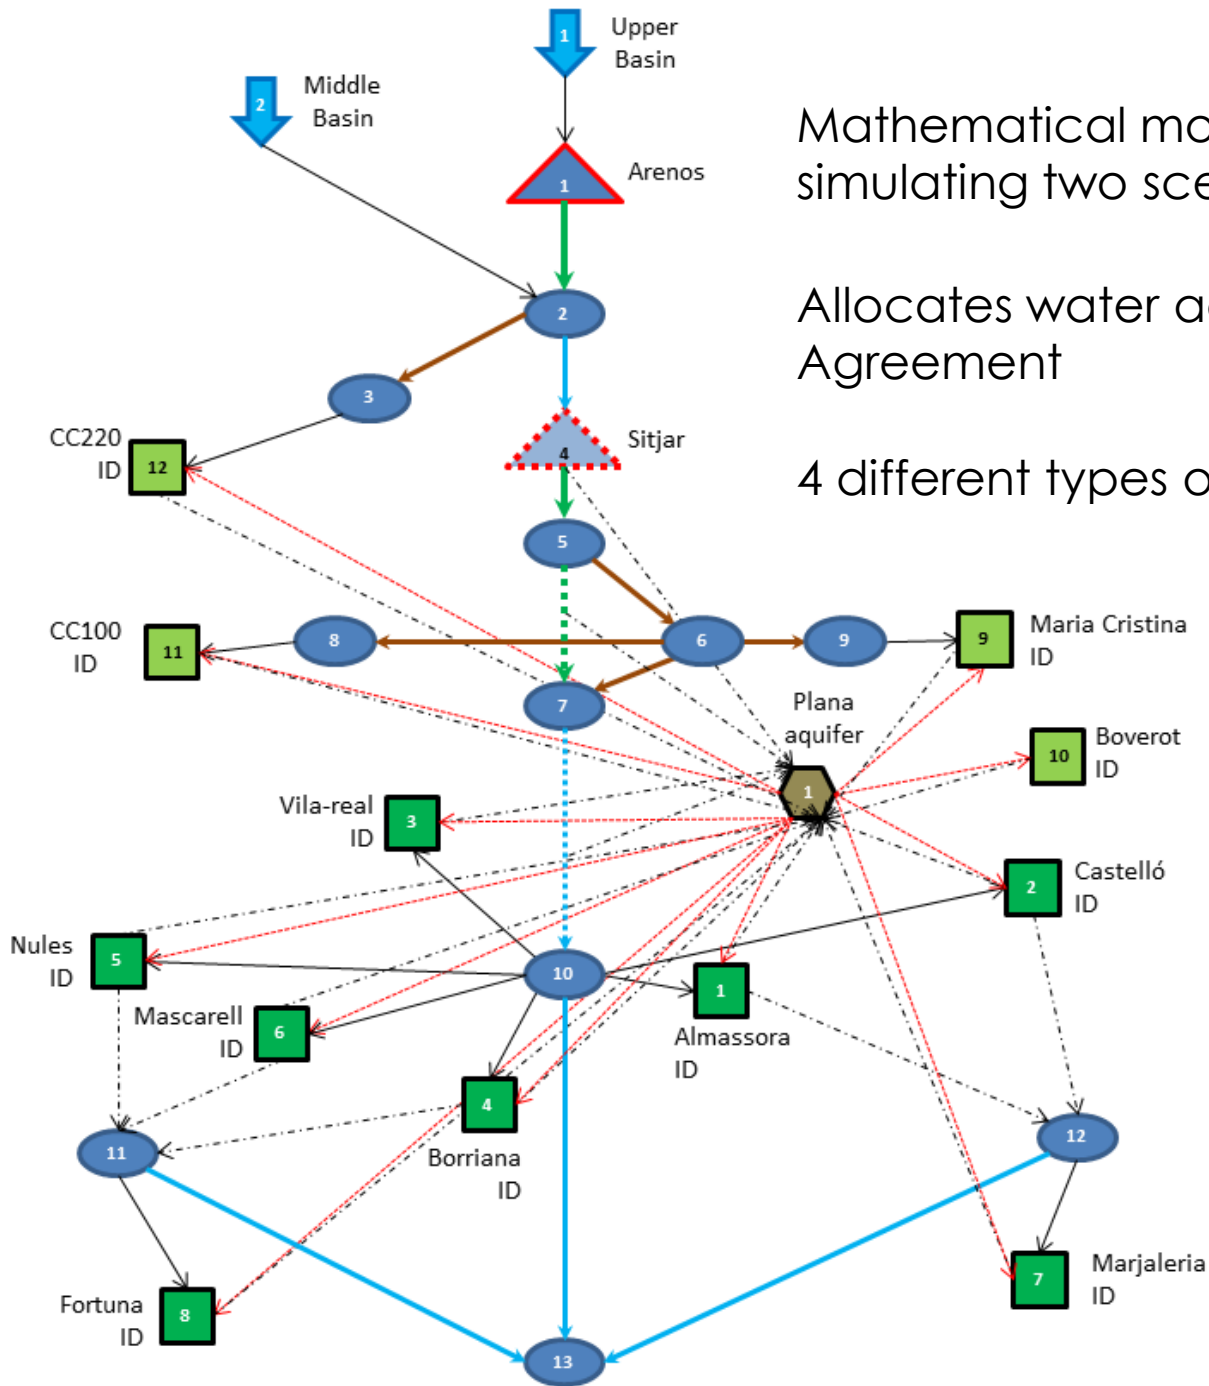 1
Upper
Basin
2
Middle
Basin
Mathematical mo
simulating two sce
1
Arenos
Allocates water a
Agreement
2
3
CC220
ID
12
4
Sitjar
4 different types o
5
CC100
ID
11
8
6
9
9
Maria Cristina
ID
7
Plana
aquifer
1
10
Boverot
ID
Vila-real
ID
3
2
Castelló
ID
Nules
ID
5
10
1
Almassora
ID
Mascarell
ID
6
4
Borriana
ID
11
12
Fortuna
ID
8
7
Marjaleria
ID
13